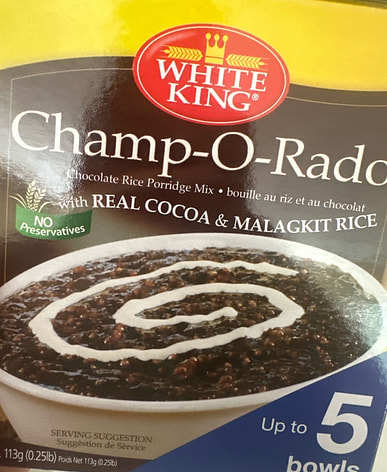 WHITE
KING®
Champ-O-Rado
Chocolate Rice Porridge Mix • bouille au riz et au chocolat
with REAL COCOA & MALAGKIT RICE
NO
Preservatives
SERVING SUGGESTION
Suggestion de Service
113g (0.25lb) Poids Net 113g (0.25lb)
Up to 5
bowls